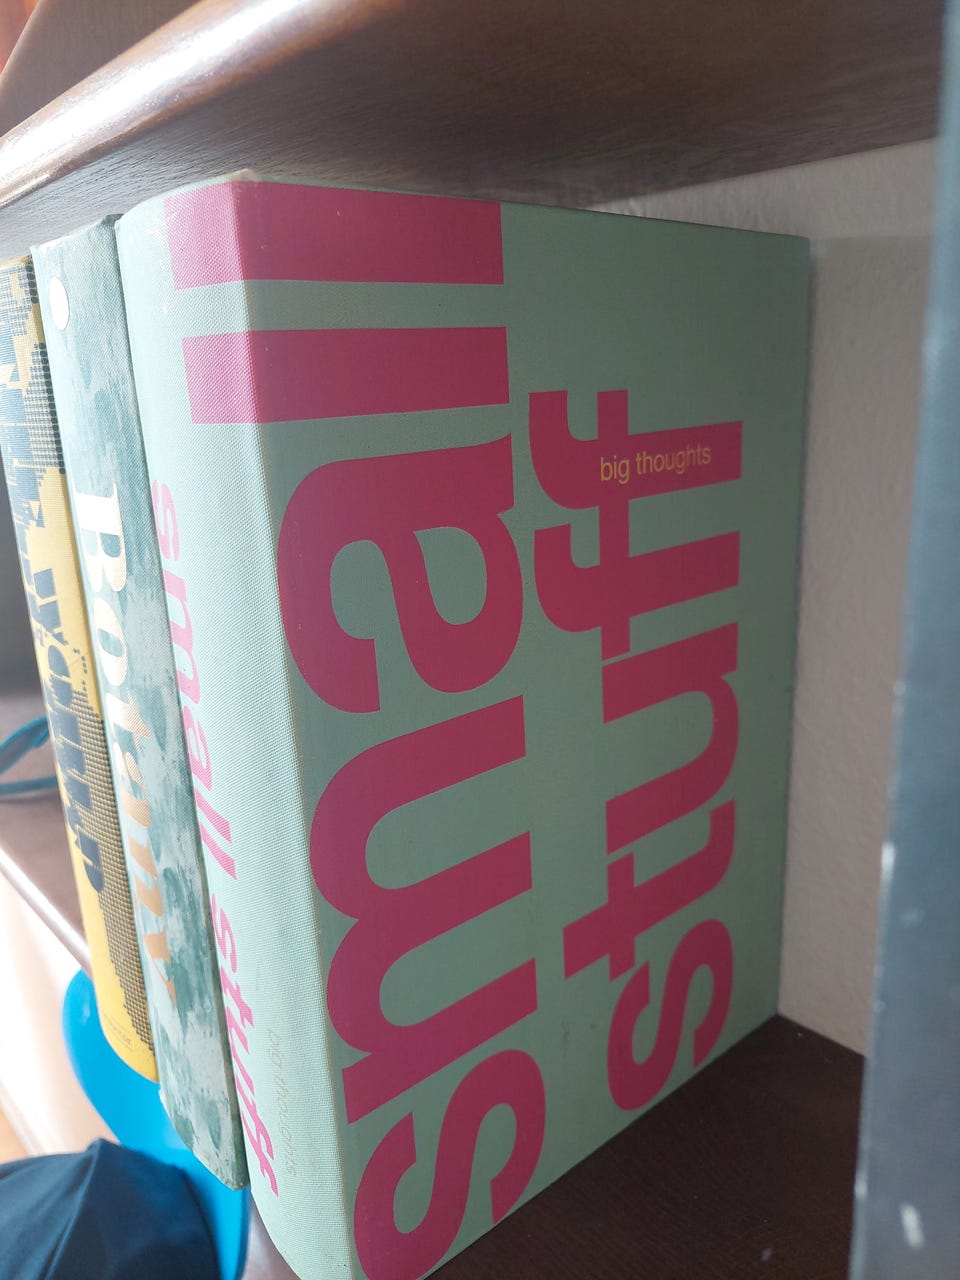 small
stuff
big thoughts
small stuff
big thoughts
Botany